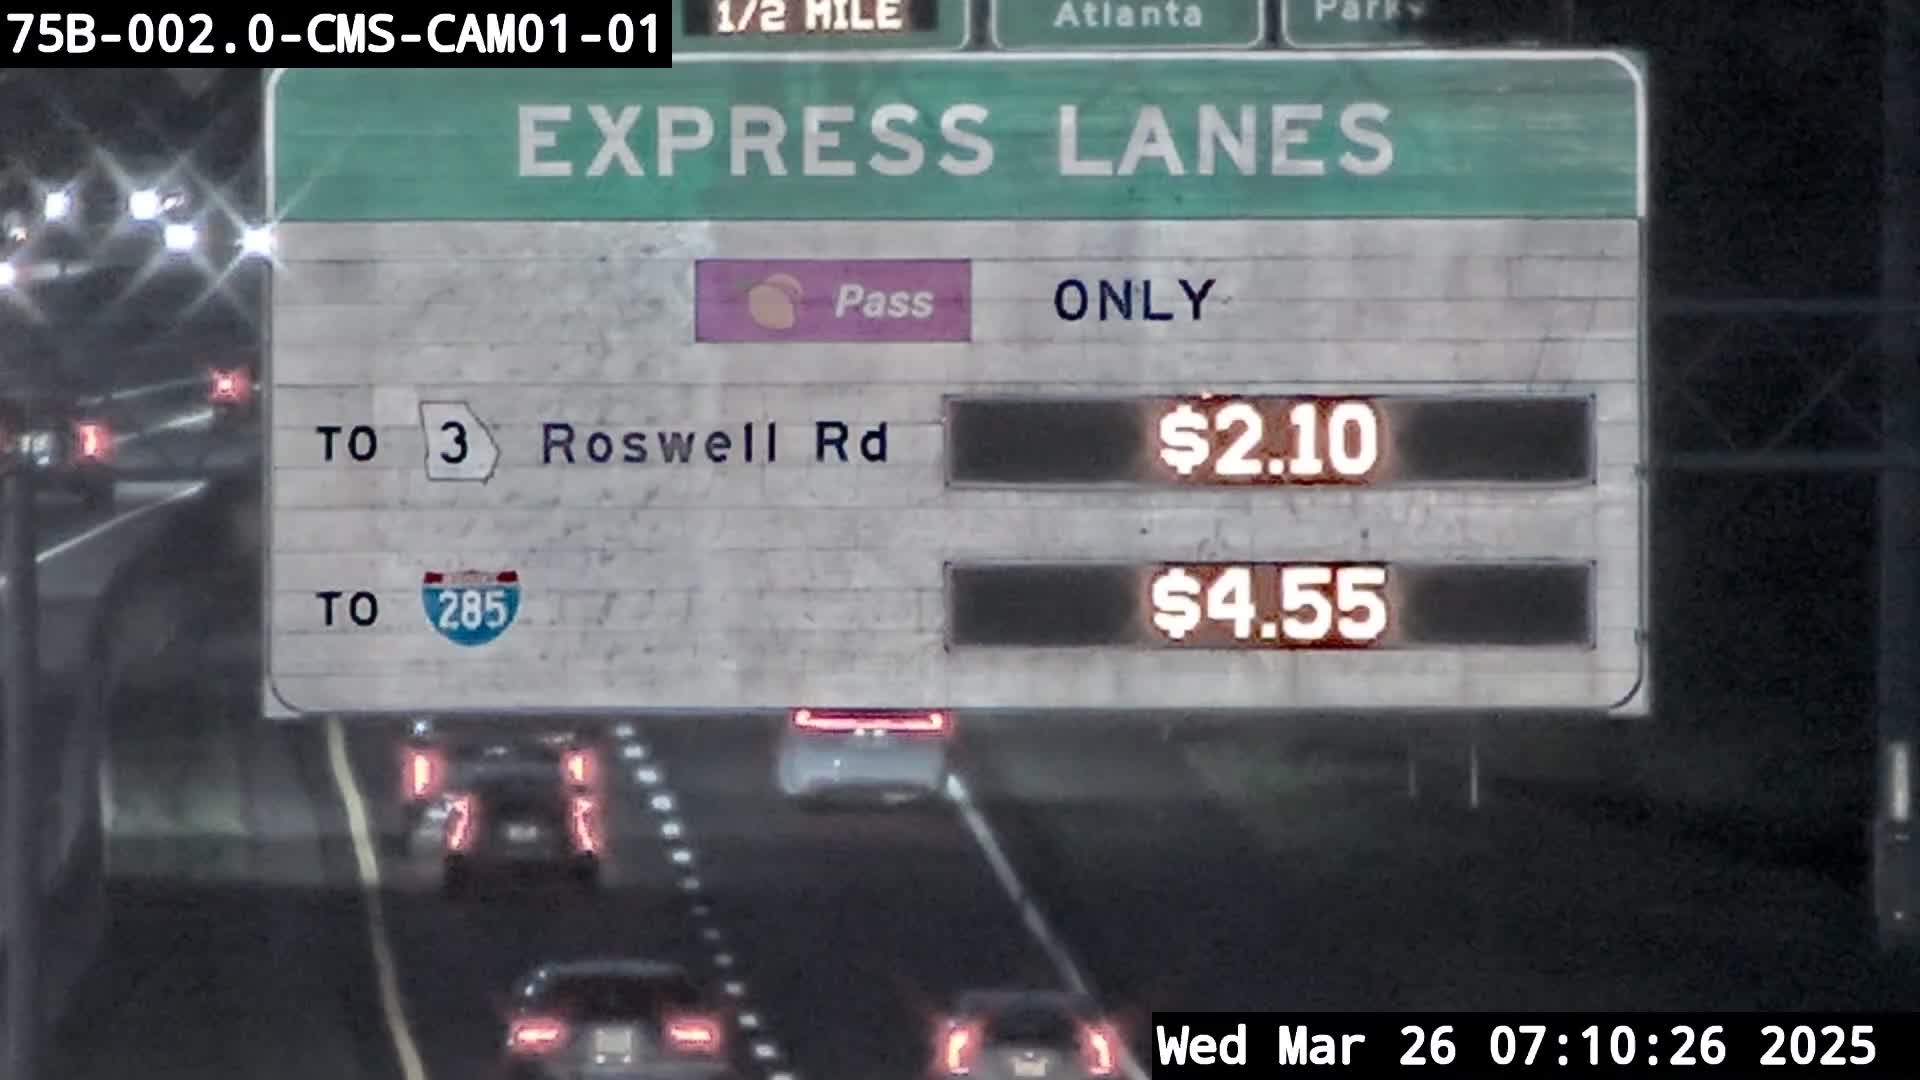 75B-002.0-CMS-CAM01-01
1/2 MILE
Atlanta
EXPRESS LANES
Pass ONLY
TO 3 Roswell Rd $2.10
TO 285 $4.55
Wed Mar 26 07:10:26 2025